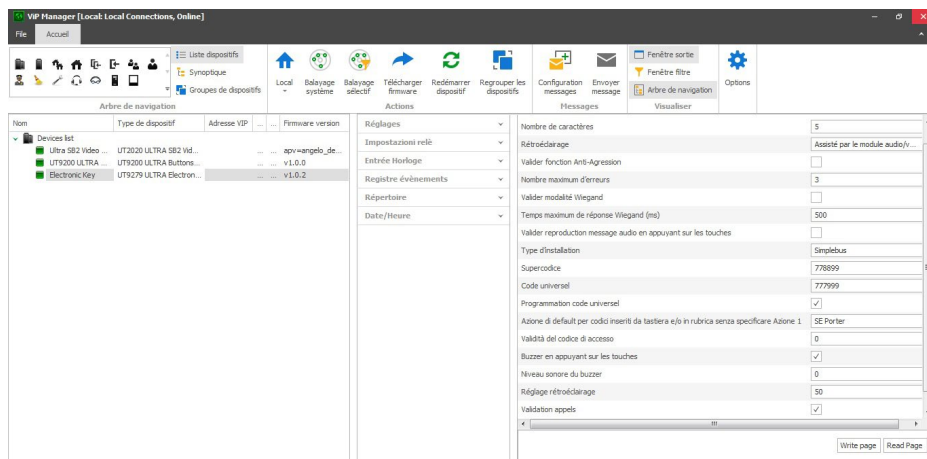 ViP Manager [Local: Local Connections, Online]
File Accueil
Liste dispositifs
Synoptique
Groupes de dispositifs
Arbre de navigation
Local
Balayage système
Balayage sélectif
Télécharger firmware
Redémarrer dispositif
Regrouper les dispositifs
Actions
Configuration messages
Envoyer message
Messages
Fenêtre sortie
Fenêtre filtre
Arbre de navigation
Visualiser
Options
Nom Type de dispositif Adresse VIP ... ... Firmware version
Devices list
Ultra SB2 Video ... UT2020 ULTRA SB2 Vid... ... ... apv=angelo_de...
UT9200 ULTRA ... UT9200 ULTRA Buttons... ... ... v1.0.0
Electronic Key UT9279 ULTRA Electron... ... ... v1.0.2
Réglages
Impostazioni relè
Entrée Horloge
Registre évènements
Répertoire
Date/Heure
Nombre de caractères 5
Rétroéclairage Assisté par le module audio/v...
Valider fonction Anti-Agression
Nombre maximum d'erreurs 3
Valider modalité Wiegand
Temps maximum de réponse Wiegand (ms) 500
Valider reproduction message audio en appuyant sur les touches
Type d'installation Simplebus
Supercodice 778899
Code universel 777999
Programmation code universel
Azione di default per codici inseriti da tastiera e/o in rubrica senza specificare Azione 1 SE Porter
Validità del codice di accesso 0
Buzzer en appuyant sur les touches
Niveau sonore du buzzer 0
Réglage rétroéclairage 50
Validation appels
Write page Read Page